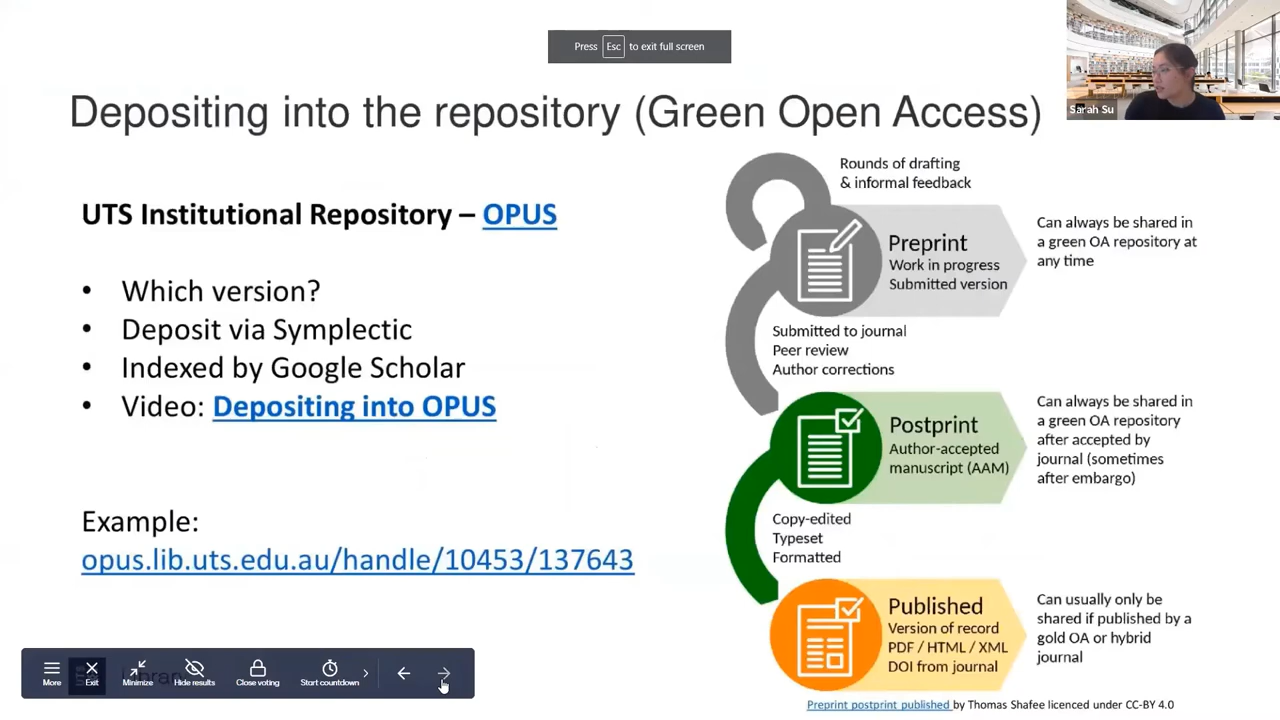 Press Esc to exit full screen
Sarah Su
Depositing into the repository (Green Open Access)
UTS Institutional Repository – OPUS
• Which version?
• Deposit via Symplectic
• Indexed by Google Scholar
• Video: Depositing into OPUS
Example:
opus.lib.uts.edu.au/handle/10453/137643
Rounds of drafting
& informal feedback
Preprint
Work in progress
Submitted version
Can always be shared in
a green OA repository at
any time
Submitted to journal
Peer review
Author corrections
Postprint
Author-accepted
manuscript (AAM)
Can always be shared in
a green OA repository
after accepted by
journal (sometimes
after embargo)
Copy-edited
Typeset
Formatted
Published
Version of record
PDF / HTML / XML
DOI from journal
Can usually only be
shared if published by a
gold OA or hybrid
journal
More
Exit
Minimize
Hide results
Close voting
Start countdown
Preprint postprint published by Thomas Shafee licenced under CC-BY 4.0